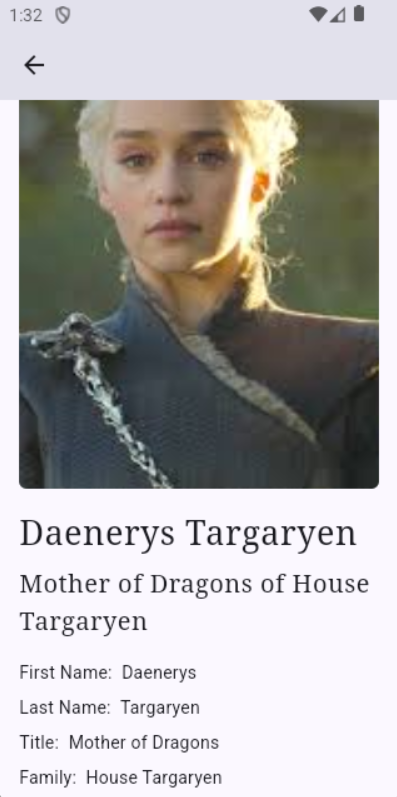 1:32
Daenerys Targaryen
Mother of Dragons of House
Targaryen
First Name: Daenerys
Last Name: Targaryen
Title: Mother of Dragons
Family: House Targaryen